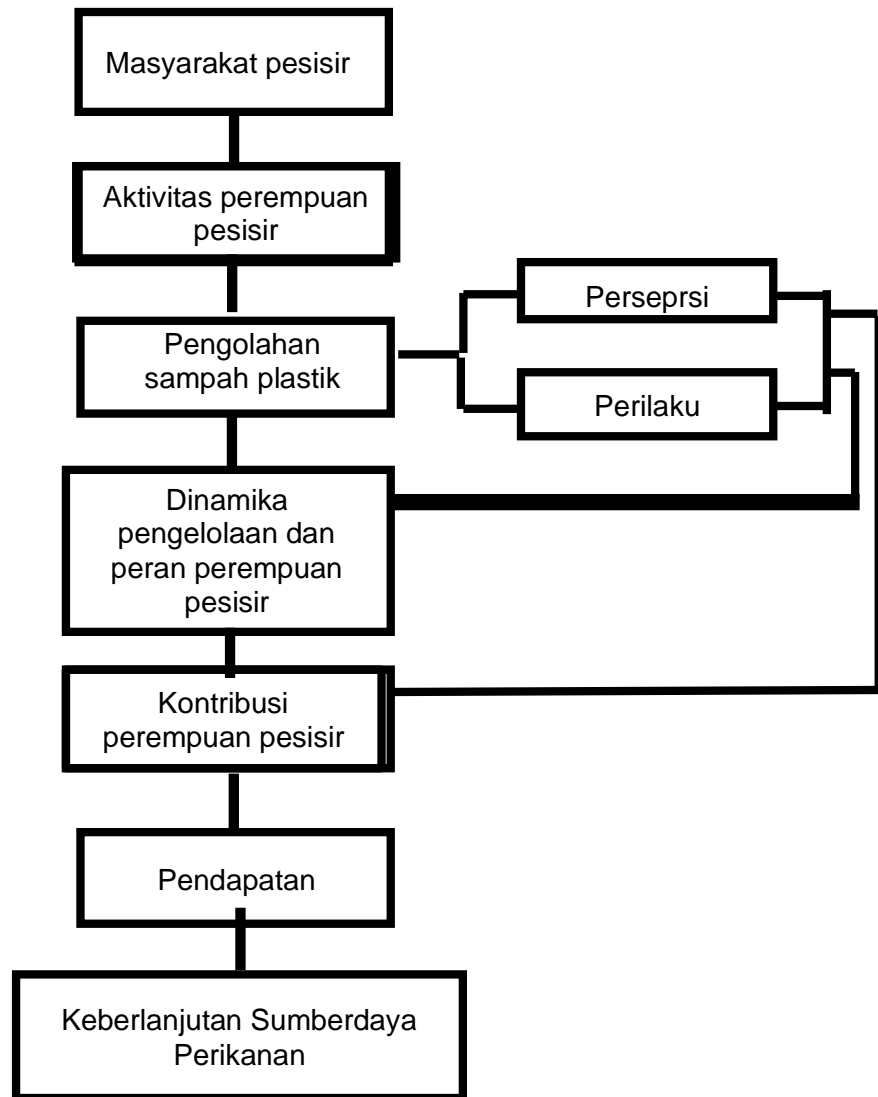 Masyarakat pesisir
Aktivitas perempuan
pesisir
Pengolahan
sampah plastik
Perseprsi
Perilaku
Dinamika
pengelolaan dan
peran perempuan
pesisir
Kontribusi
perempuan pesisir
Pendapatan
Keberlanjutan Sumberdaya
Perikanan